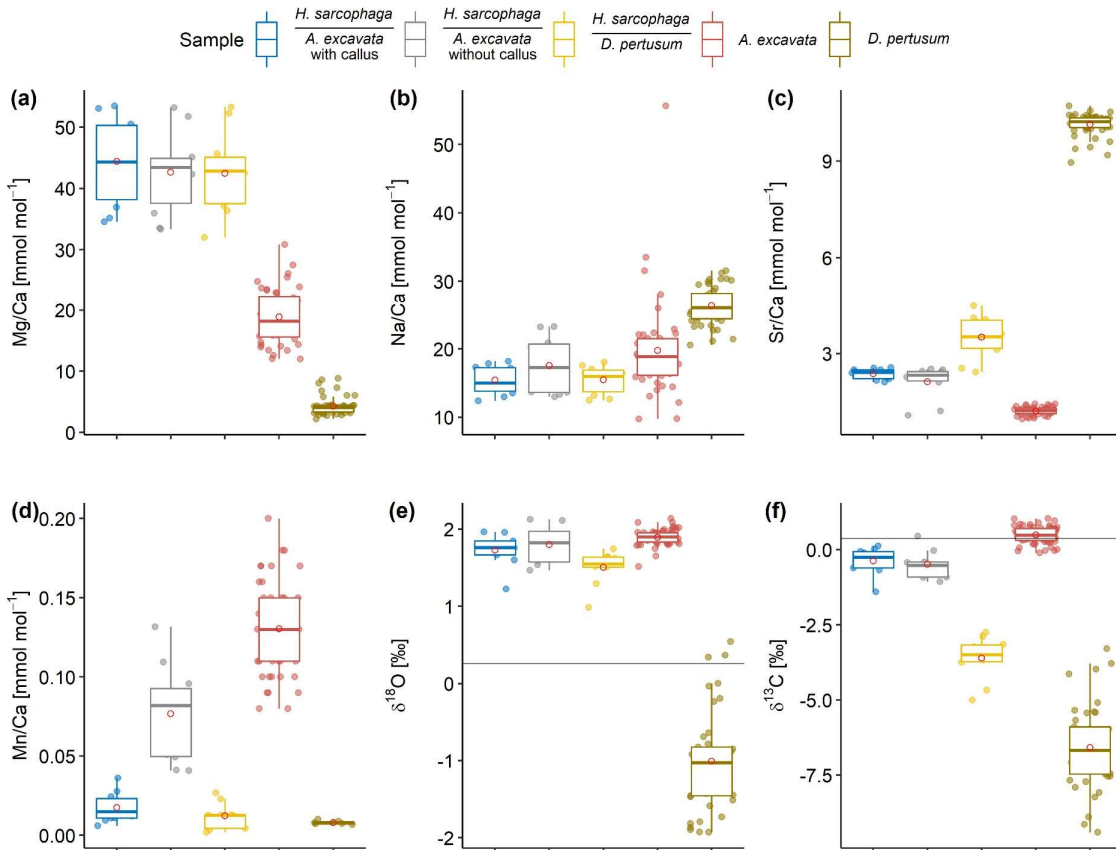 Sample
H. sarcophaga
A. excavata
with callus
H. sarcophaga
A. excavata
without callus
H. sarcophaga
D. pertusum
A. excavata
D. pertusum
(a)
Mg/Ca [mmol mol⁻¹]
50
40
30
20
10
0
(b)
Na/Ca [mmol mol⁻¹]
50
40
30
20
10
(c)
Sr/Ca [mmol mol⁻¹]
9
6
3
(d)
Mn/Ca [mmol mol⁻¹]
0.20
0.15
0.10
0.05
0.00
(e)
δ¹⁸O [‰]
2
1
0
-1
-2
(f)
δ¹³C [‰]
0.0
-2.5
-5.0
-7.5